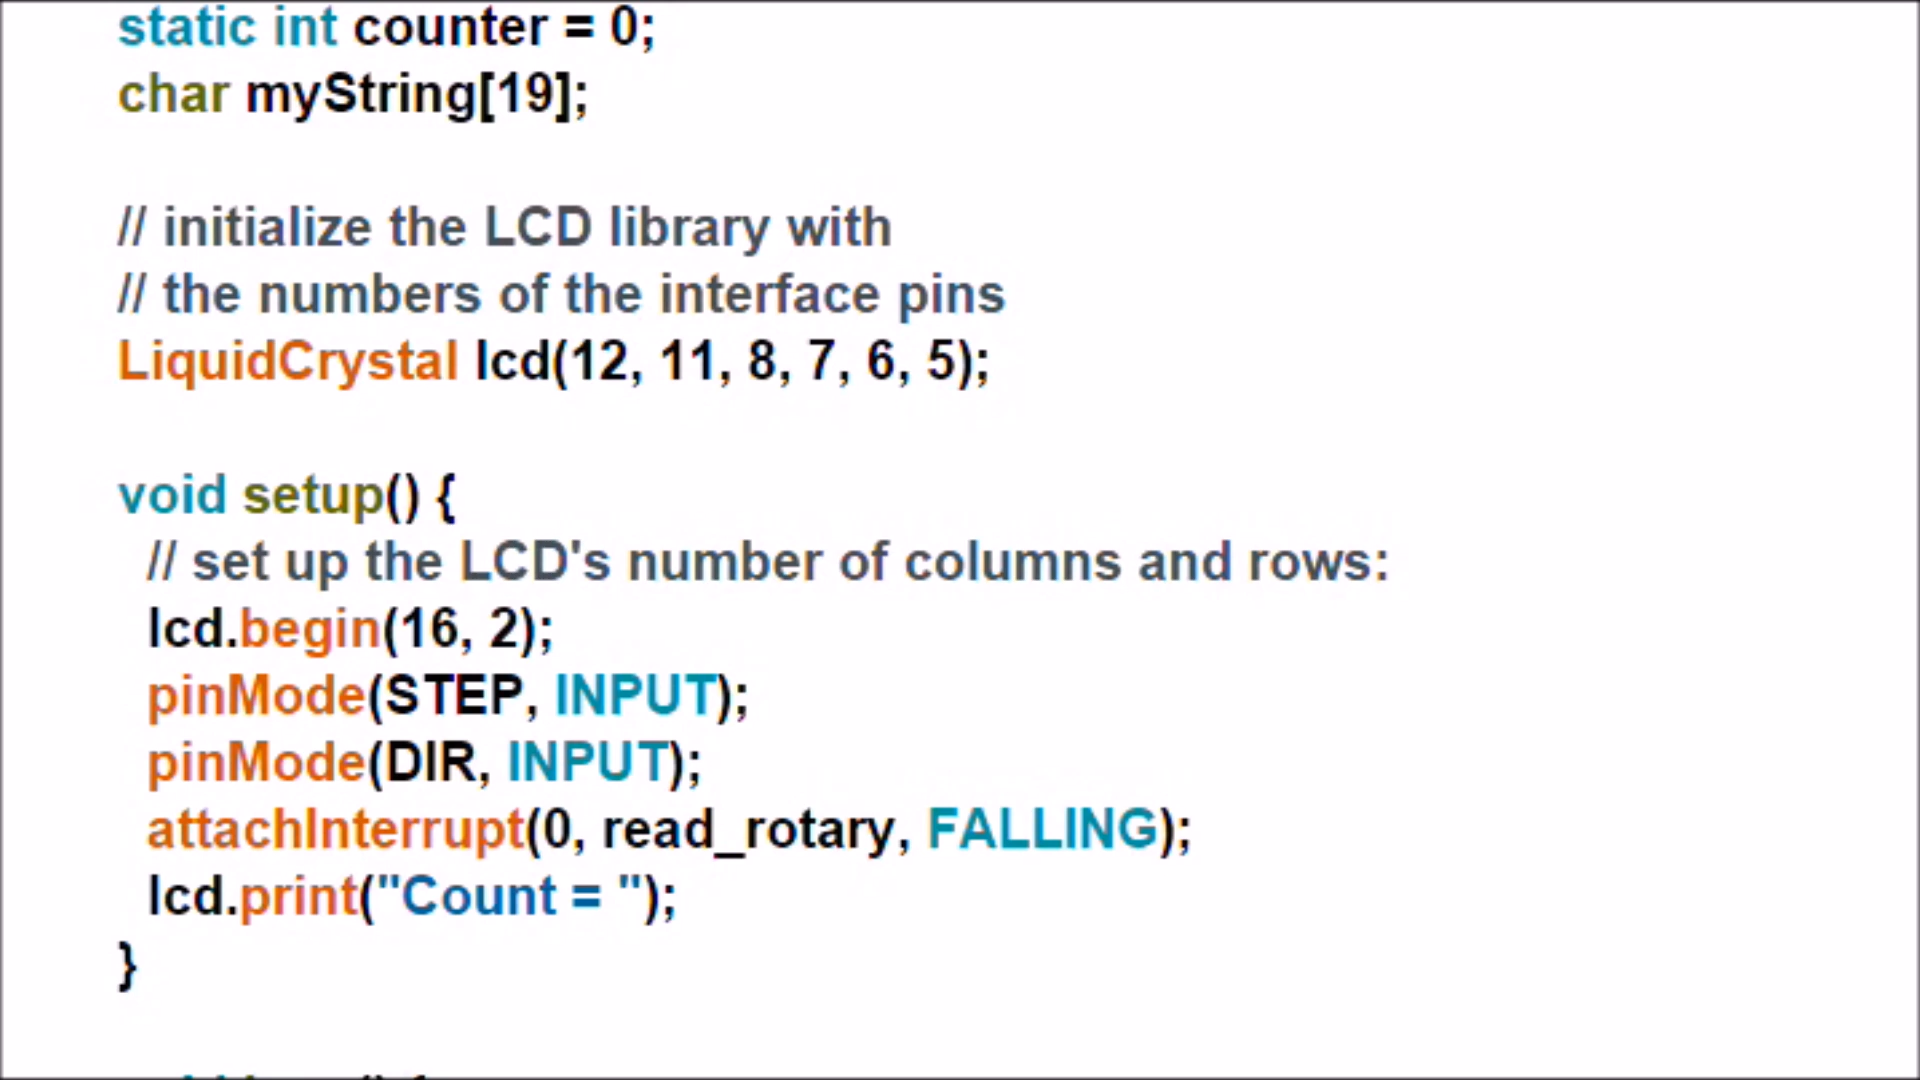 static int counter = 0;
char myString[19];
// initialize the LCD library with
// the numbers of the interface pins
LiquidCrystal lcd(12, 11, 8, 7, 6, 5);
void setup() {
// set up the LCD's number of columns and rows:
lcd.begin(16, 2);
pinMode(STEP, INPUT);
pinMode(DIR, INPUT);
attachInterrupt(0, read_rotary, FALLING);
lcd.print("Count = ");
}